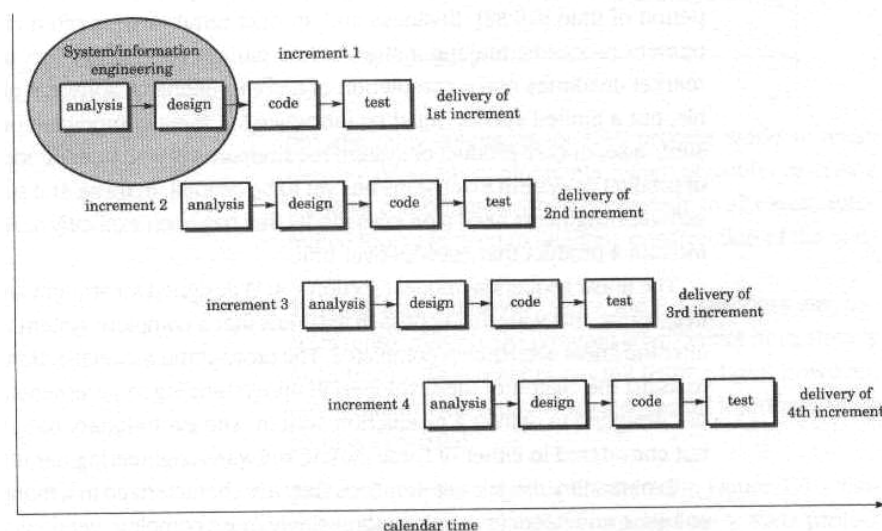 System/information
engineering
increment 1
analysis
design
code
test
delivery of
1st increment
increment 2
analysis
design
code
test
delivery of
2nd increment
increment 3
analysis
design
code
test
delivery of
3rd increment
increment 4
analysis
design
code
test
delivery of
4th increment
calendar time